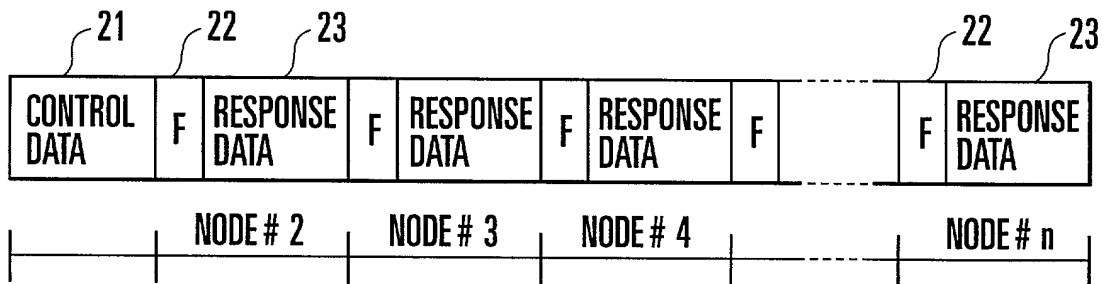 21 22 23 22 23
CONTROL DATA F RESPONSE DATA F RESPONSE DATA F RESPONSE DATA F F RESPONSE DATA
NODE # 2 NODE # 3 NODE # 4 NODE # n